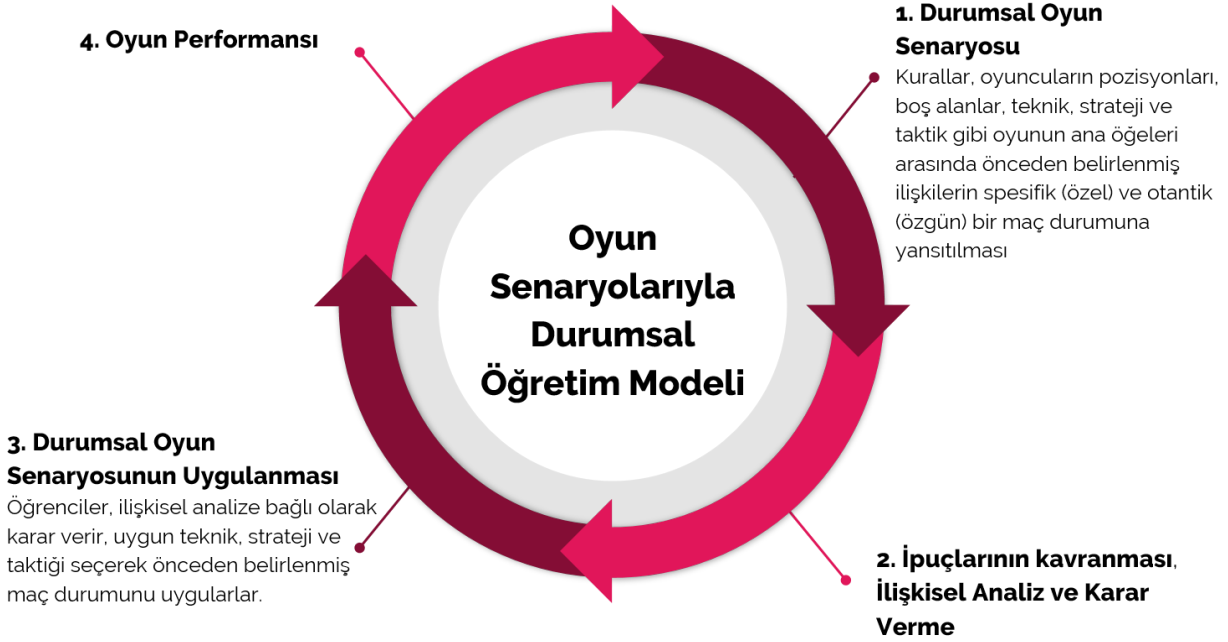 4. Oyun Performansı
1. Durumsal Oyun
Senaryosu
Kurallar, oyuncuların pozisyonları,
boş alanlar, teknik, strateji ve
taktik gibi oyunun ana öğeleri
arasında önceden belirlenmiş
ilişkilerin spesifik (özel) ve otantik
(özgün) bir maç durumuna
yansıtılması
Oyun
Senaryolarıyla
Durumsal
Öğretim Modeli
3. Durumsal Oyun
Senaryosunun Uygulanması
Öğrenciler, ilişkisel analize bağlı olarak
karar verir, uygun teknik, strateji ve
taktiği seçerek önceden belirlenmiş
maç durumunu uygularlar.
2. İpuçlarının kavranması,
İlişkisel Analiz ve Karar
Verme